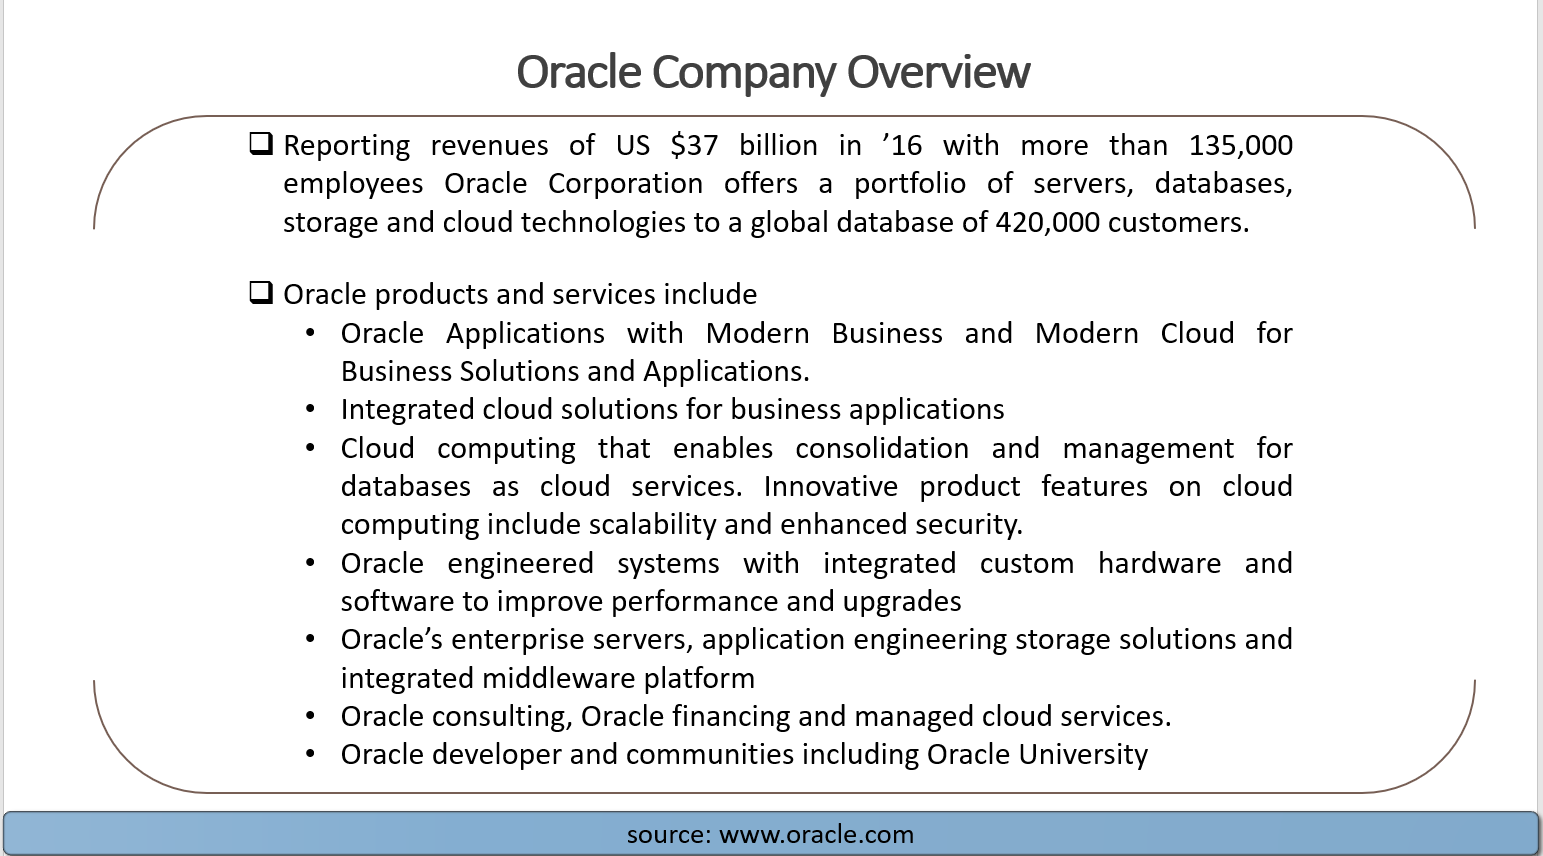 Oracle Company Overview
❑ Reporting revenues of US $37 billion in ’16 with more than 135,000
employees Oracle Corporation offers a portfolio of servers, databases,
storage and cloud technologies to a global database of 420,000 customers.
❑ Oracle products and services include
• Oracle Applications with Modern Business and Modern Cloud for
Business Solutions and Applications.
• Integrated cloud solutions for business applications
• Cloud computing that enables consolidation and management for
databases as cloud services. Innovative product features on cloud
computing include scalability and enhanced security.
• Oracle engineered systems with integrated custom hardware and
software to improve performance and upgrades
• Oracle’s enterprise servers, application engineering storage solutions and
integrated middleware platform
• Oracle consulting, Oracle financing and managed cloud services.
• Oracle developer and communities including Oracle University
source: www.oracle.com